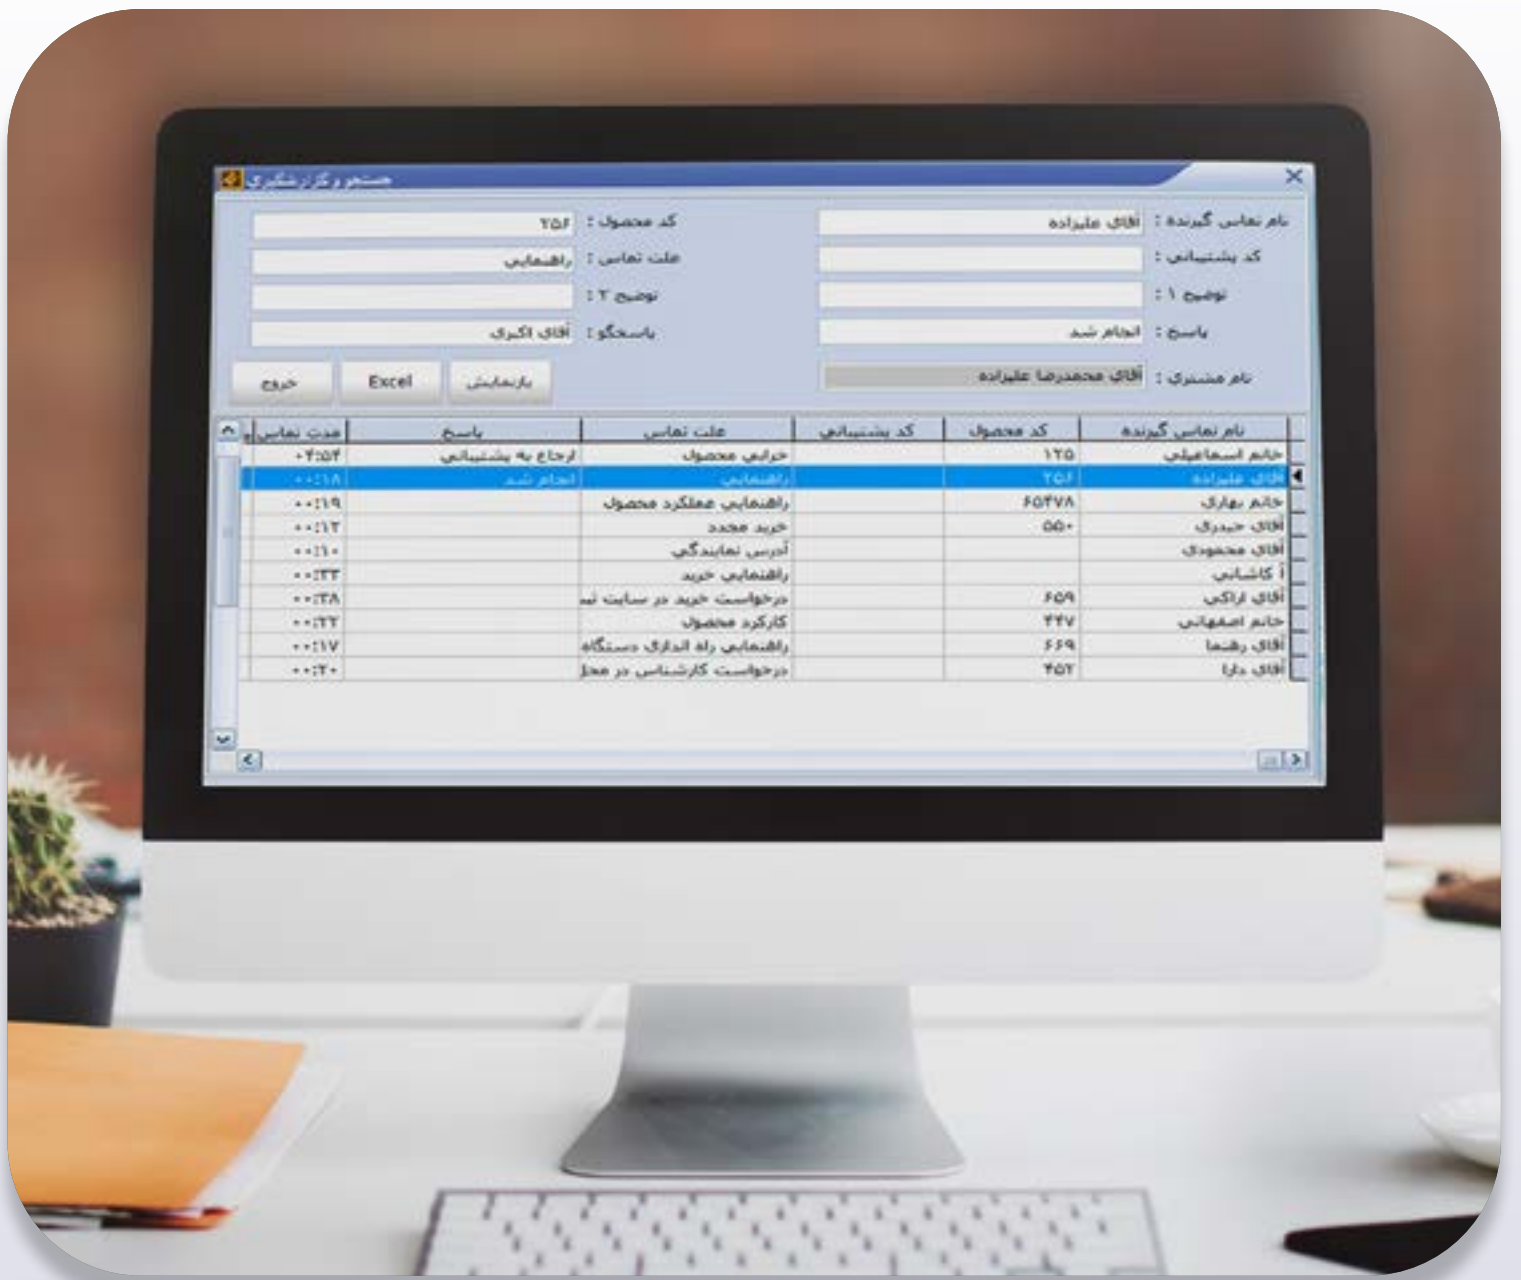 جستجو و گزارشگیری
نام تماس گیرنده : آقای علیزاده کد محصول : ۲۵۶
کد پشتیبانی : علت تماس : راهنمایی
توضیح ۱ : توضیح ۲ :
پاسخ : انجام شد پاسخگو : آقای اکبری
نام مشتری : آقای محمدرضا علیزاده بازنمایش Excel خروج
نام تماس گیرنده کد محصول کد پشتیبانی علت تماس پاسخ مدت تماس
خانم اسماعیلی ۱۲۵ خرابی محصول ارجاع به پشتیبانی ۰۴:۵۴
آقای علیزاده ۲۵۶ راهنمایی انجام شد ۰۰:۱۸
خانم بهاری ۶۵۴۷۸ راهنمایی عملکرد محصول ۰۰:۱۹
آقای حیدری ۵۵۰ خرید مجدد ۰۰:۱۲
آقای محمودی آدرس نمایندگی ۰۰:۱۰
آ کاشانی راهنمایی خرید ۰۰:۳۳
آقای اراکی ۶۵۹ درخواست خرید در سایت ۰۰:۳۸
خانم اصفهانی ۴۴۷ کارکرد محصول ۰۰:۲۲
آقای رهنما ۶۶۹ راهنمایی راه اندازی دستگاه ۰۰:۱۷
آقای دارا ۴۵۲ درخواست کارشناس در محل ۰۰:۲۰